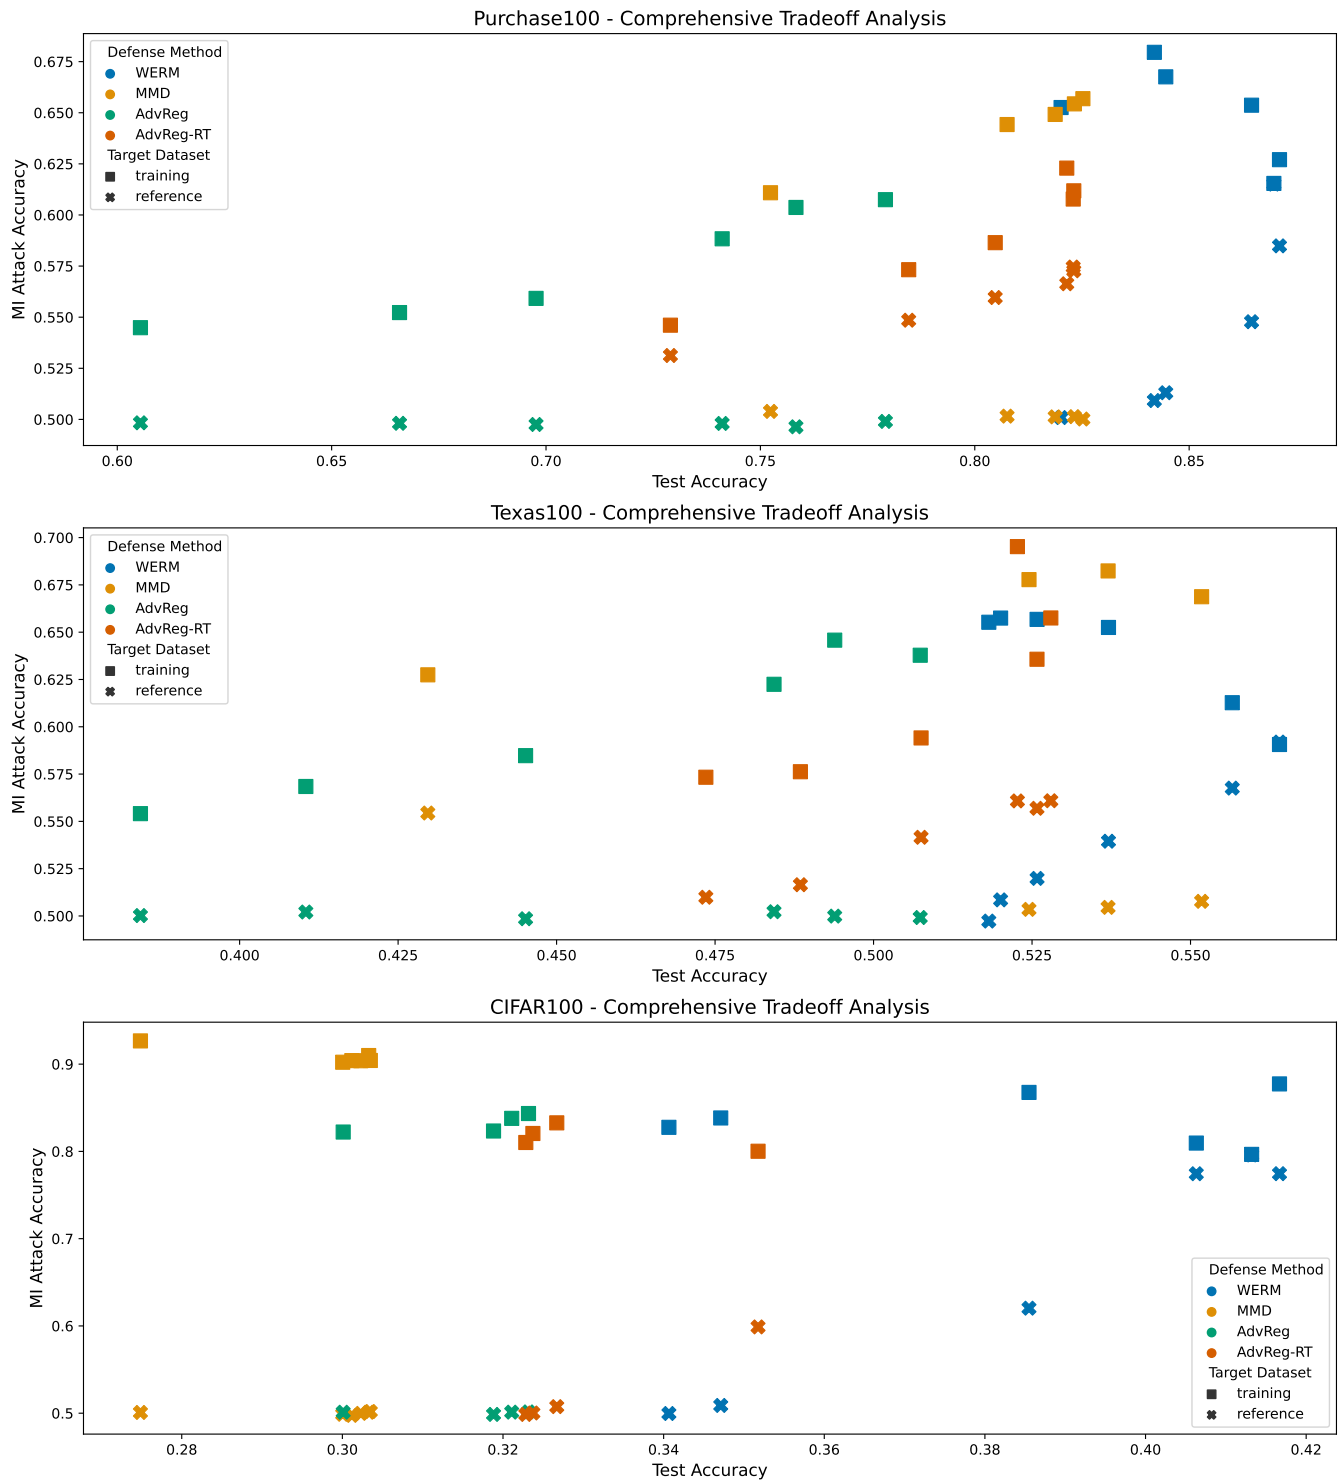 Purchase100 - Comprehensive Tradeoff Analysis
Defense Method
WERM
MMD
AdvReg
AdvReg-RT
Target Dataset
training
reference
MI Attack Accuracy
0.675
0.650
0.625
0.600
0.575
0.550
0.525
0.500
0.60 0.65 0.70 0.75 0.80 0.85
Test Accuracy
Texas100 - Comprehensive Tradeoff Analysis
Defense Method
WERM
MMD
AdvReg
AdvReg-RT
Target Dataset
training
reference
MI Attack Accuracy
0.700
0.675
0.650
0.625
0.600
0.575
0.550
0.525
0.500
0.400 0.425 0.450 0.475 0.500 0.525 0.550
Test Accuracy
CIFAR100 - Comprehensive Tradeoff Analysis
MI Attack Accuracy
0.9
0.8
0.7
0.6
0.5
Defense Method
WERM
MMD
AdvReg
AdvReg-RT
Target Dataset
training
reference
0.28 0.30 0.32 0.34 0.36 0.38 0.40 0.42
Test Accuracy